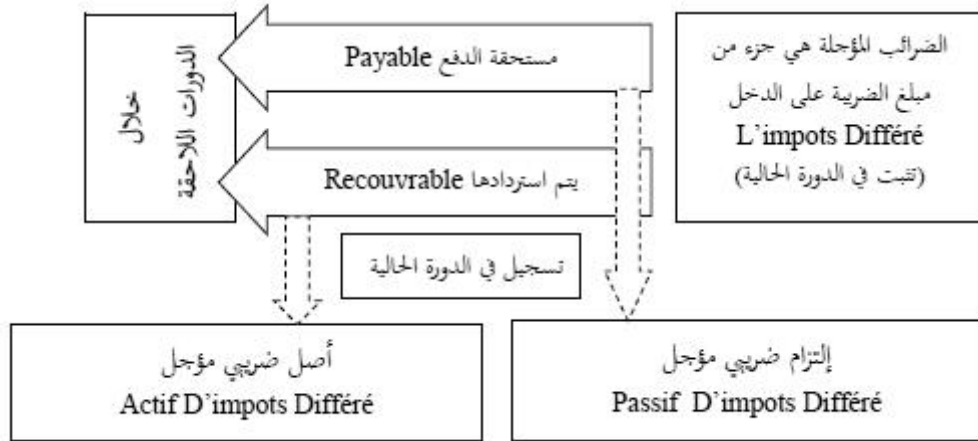 الضرائب المؤجلة هي جزء من
مبلغ الضريبة على الدخل
L'impots Différé
(تثبت في الدورة الحالية)
مستحقة الدفع Payable
يتم استردادها Recouvrable
خلال
الدورات اللاحقة
تسجيل في الدورة الحالية
إلتزام ضريبي مؤجل
Passif D'impots Différé
أصل ضريبي مؤجل
Actif D'impots Différé